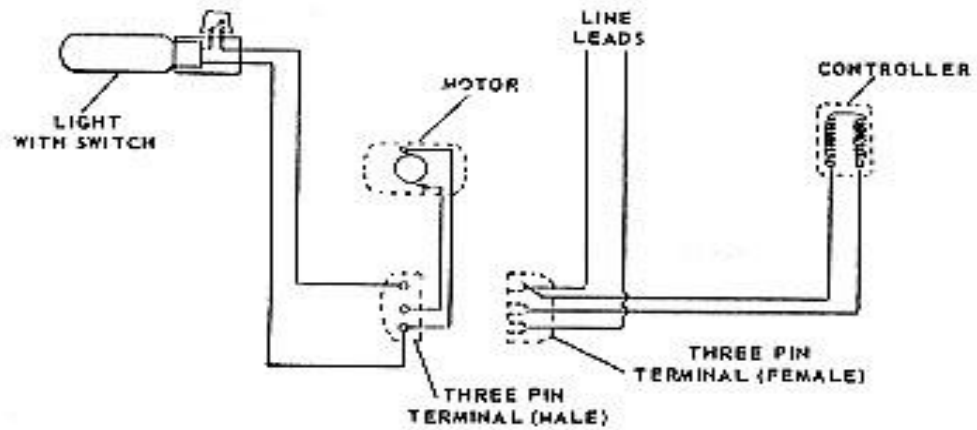 LINE
LEADS
CONTROLLER
MOTOR
LIGHT
WITH SWITCH
THREE PIN
TERMINAL (FEMALE)
THREE PIN
TERMINAL (MALE)